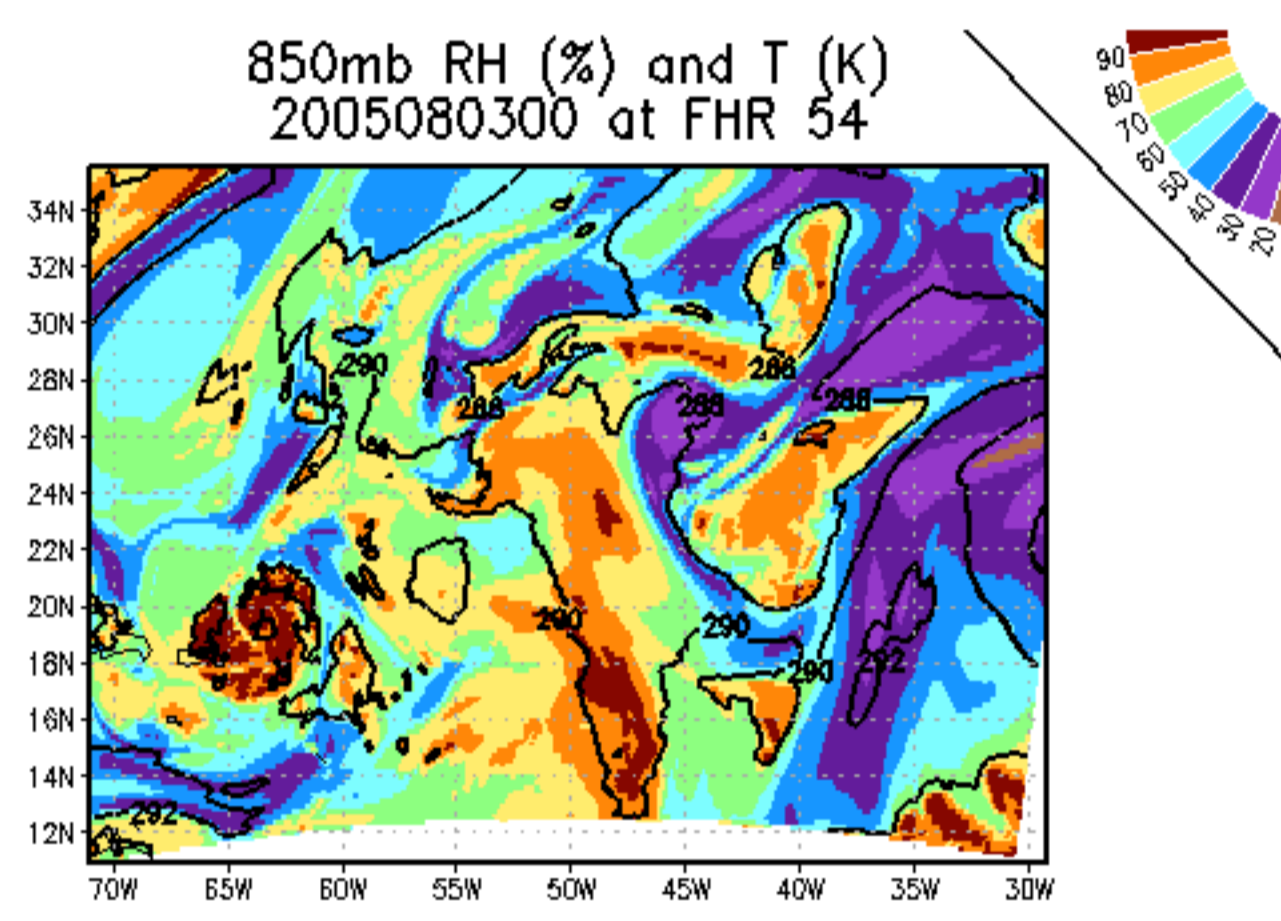 850mb RH (%) and T (K)
2005080300 at FHR 54
90
80
70
60
50
40
30
20
34N
32N
30N
28N
26N
24N
22N
20N
18N
16N
14N
12N
290
288
288
288
288
290
290
290
292
292
70W
65W
60W
55W
50W
45W
40W
35W
30W